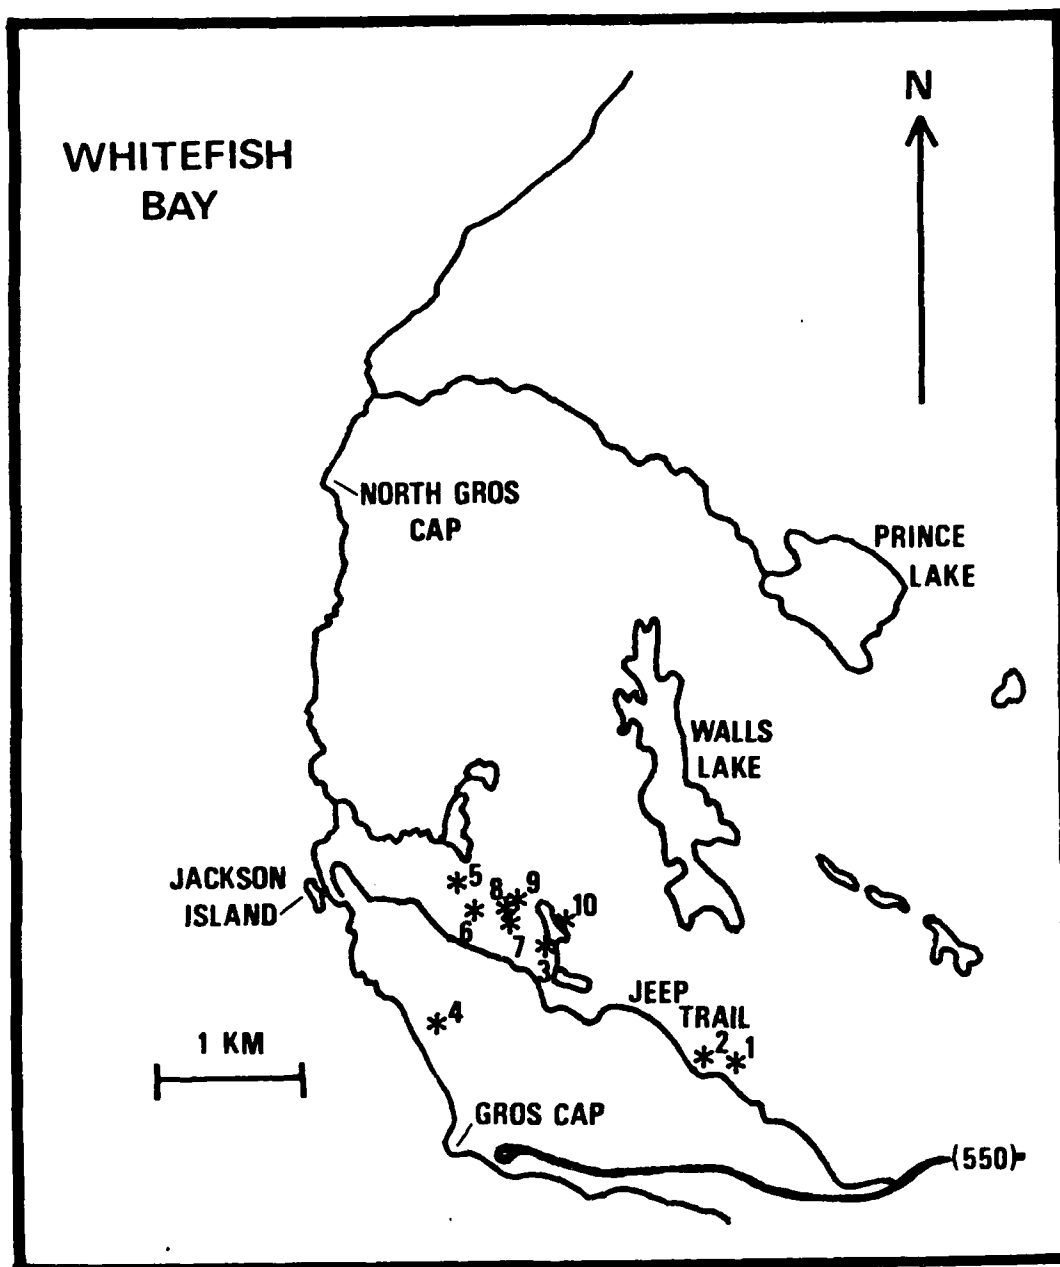 WHITEFISH
BAY
N
NORTH GROS
CAP
PRINCE
LAKE
WALLS
LAKE
JACKSON
ISLAND
*5
8
*9
*10
6
7
3
JEEP
TRAIL
*4
*2
*1
1 KM
GROS CAP
(550)